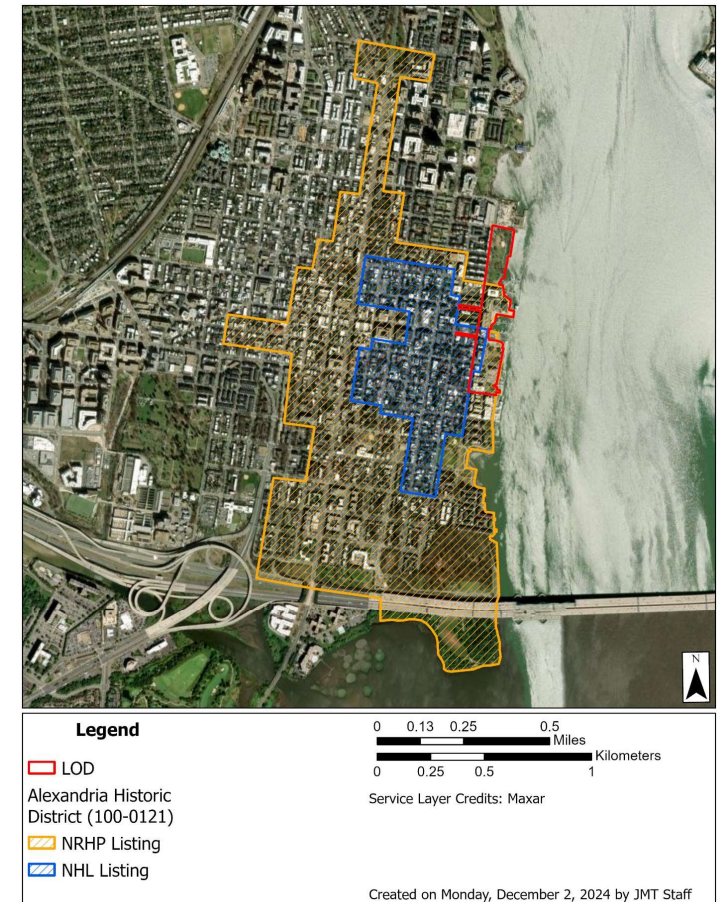 N
Legend
LOD
Alexandria Historic
District (100-0121)
NRHP Listing
NHL Listing
0 0.13 0.25 0.5
Miles
Kilometers
0 0.25 0.5 1
Service Layer Credits: Maxar
Created on Monday, December 2, 2024 by JMT Staff